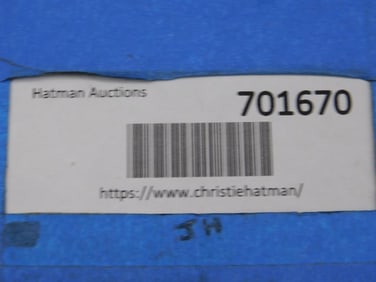 Hatman Auctions
701670
https://www.christiehatman/
JH